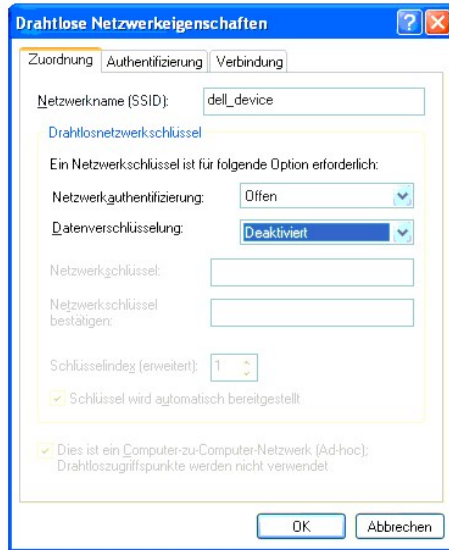 Drahtlose Netzwerkeigenschaften
Zuordnung Authentifizierung Verbindung
Netzwerkname (SSID): dell_device
Drahtlosnetzwerkschlüssel
Ein Netzwerkschlüssel ist für folgende Option erforderlich:
Netzwerkauthentifizierung: Offen
Datenverschlüsselung: Deaktiviert
Netzwerkschlüssel:
Netzwerkschlüssel
bestätigen:
Schlüsselindex (erweitert): 1
Schlüssel wird automatisch bereitgestellt
Dies ist ein Computer-zu-Computer-Netzwerk (Ad-hoc);
Drahtloszugriffspunkte werden nicht verwendet
OK Abbrechen